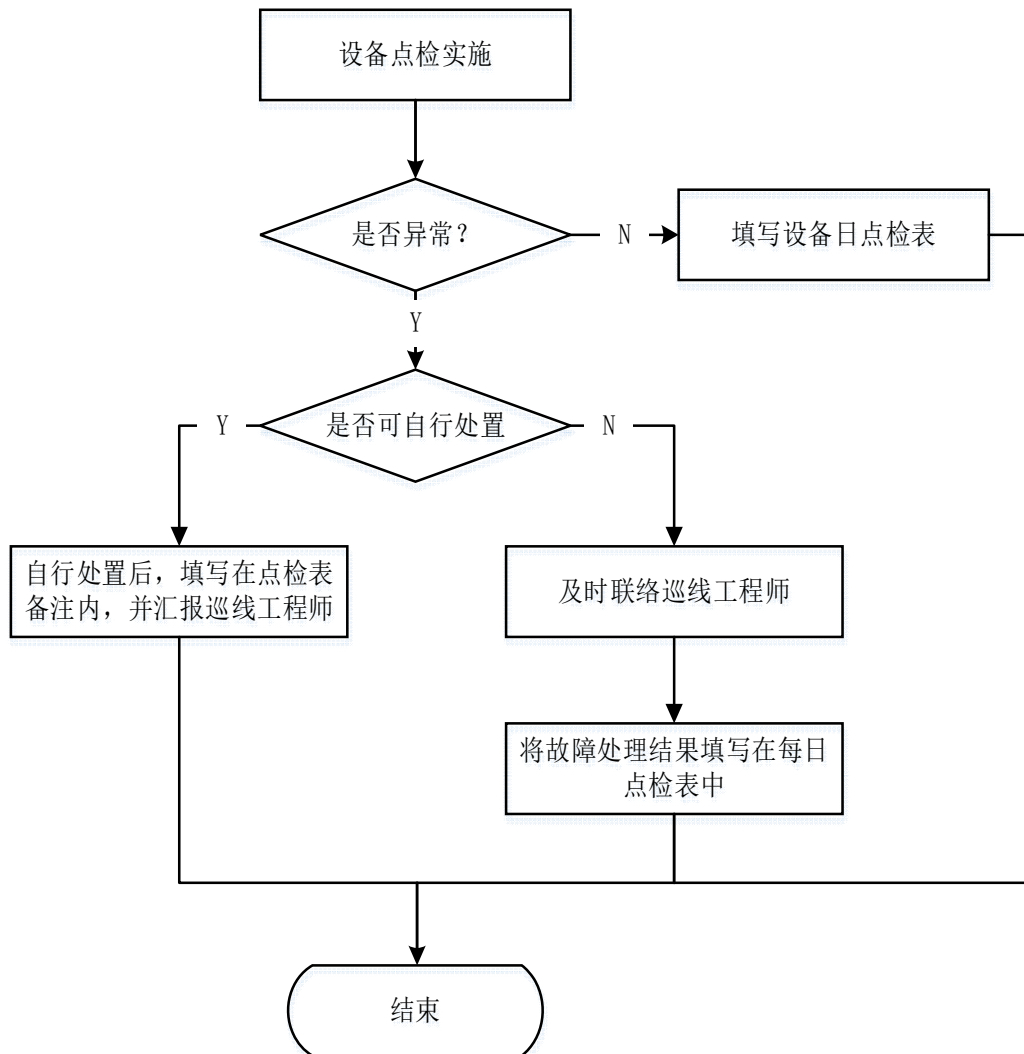 设备点检实施
是否异常？
N
填写设备日点检表
Y
是否可自行处置
Y
N
自行处置后，填写在点检表
备注内，并汇报巡线工程师
及时联络巡线工程师
将故障处理结果填写在每日
点检表中
结束